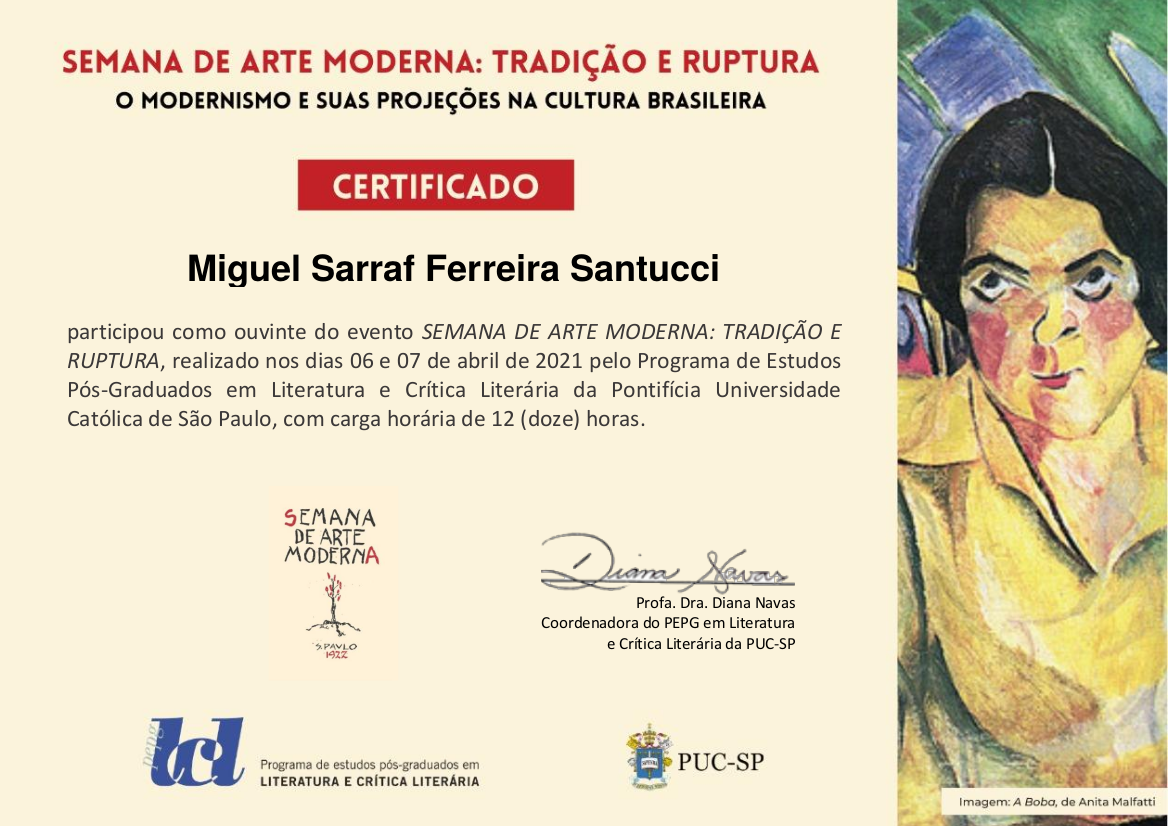 SEMANA DE ARTE MODERNA: TRADIÇÃO E RUPTURA
O MODERNISMO E SUAS PROJEÇÕES NA CULTURA BRASILEIRA
CERTIFICADO
Miguel Sarraf Ferreira Santucci
participou como ouvinte do evento SEMANA DE ARTE MODERNA: TRADIÇÃO E
RUPTURA, realizado nos dias 06 e 07 de abril de 2021 pelo Programa de Estudos
Pós-Graduados em Literatura e Crítica Literária da Pontifícia Universidade
Católica de São Paulo, com carga horária de 12 (doze) horas.
SEMANA
DE ARTE
MODERNA
S. PAVLO
1922
Diana Navas
Profa. Dra. Diana Navas
Coordenadora do PEPG em Literatura
e Crítica Literária da PUC-SP
pepg
lcl
Programa de estudos pós-graduados em
LITERATURA E CRÍTICA LITERÁRIA
PUC-SP
Imagem: A Boba, de Anita Malfatti